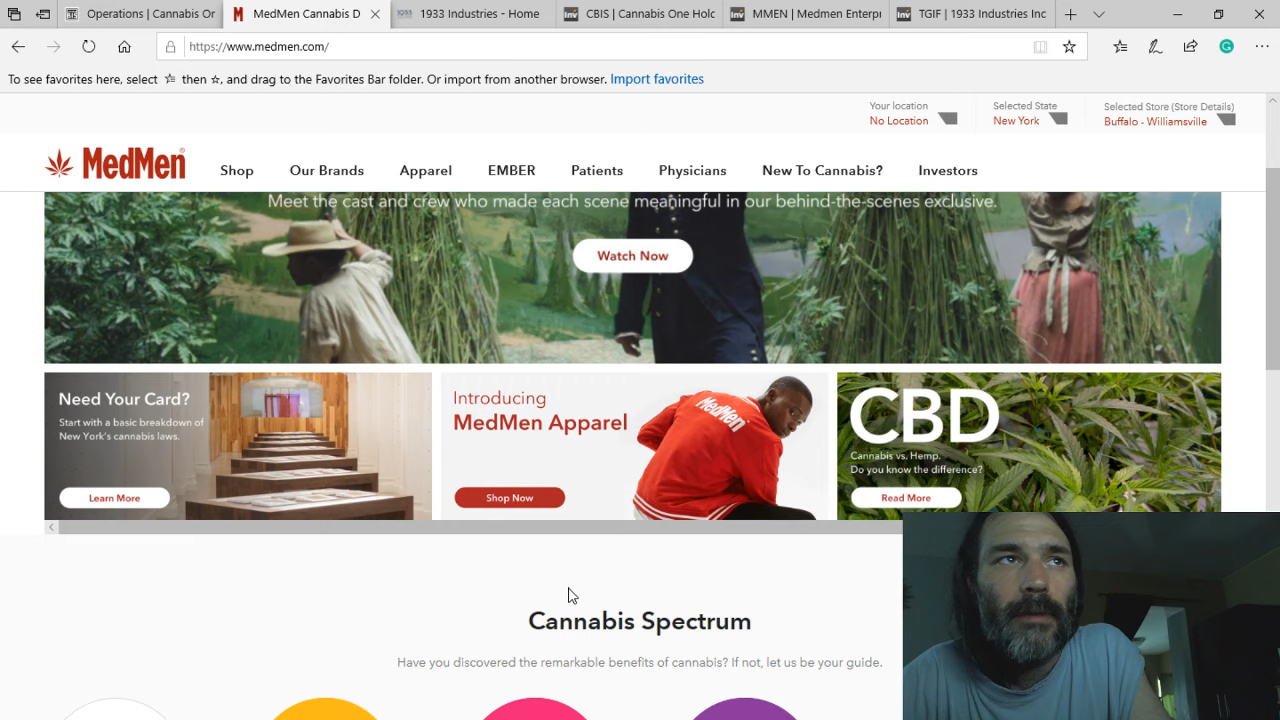 Operations | Cannabis Or
MedMen Cannabis D
1933 Industries - Home
CBIS | Cannabis One Holc
MMEN | Medmen Enterpi
TGIF | 1933 Industries Inc
https://www.medmen.com/
To see favorites here, select ☆ then ☆, and drag to the Favorites Bar folder. Or import from another browser. Import favorites
Your location
No Location
Selected State
New York
Selected Store (Store Details)
Buffalo - Williamsville
MedMen
Shop
Our Brands
Apparel
EMBER
Patients
Physicians
New To Cannabis?
Investors
Meet the cast and crew who made each scene meaningful in our behind-the-scenes exclusive.
Watch Now
Need Your Card?
Start with a basic breakdown of
New York's cannabis laws.
Learn More
Introducing
MedMen Apparel
Shop Now
MedMen
CBD
Cannabis vs. Hemp.
Do you know the difference?
Read More
Cannabis Spectrum
Have you discovered the remarkable benefits of cannabis? If not, let us be your guide.